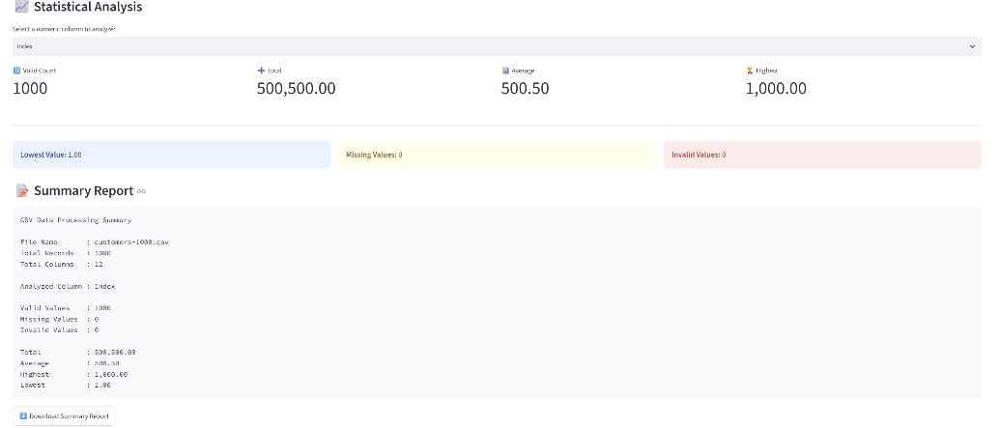 Statistical Analysis
Select a numeric column to analyze:
Index
Valid Count
Total
Average
Highest
1000
500,500.00
500.50
1,000.00
Lowest Value: 1.00
Missing Values: 0
Invalid Values: 0
Summary Report
CSV Data Processing Summary
File Name : customers-1000.csv
Total Records : 1000
Total Columns : 12
Analyzed Column : Index
Valid Values : 1000
Missing Values : 0
Invalid Values : 0
Total : 500,500.00
Average : 500.50
Highest : 1,000.00
Lowest : 1.00
Download Summary Report